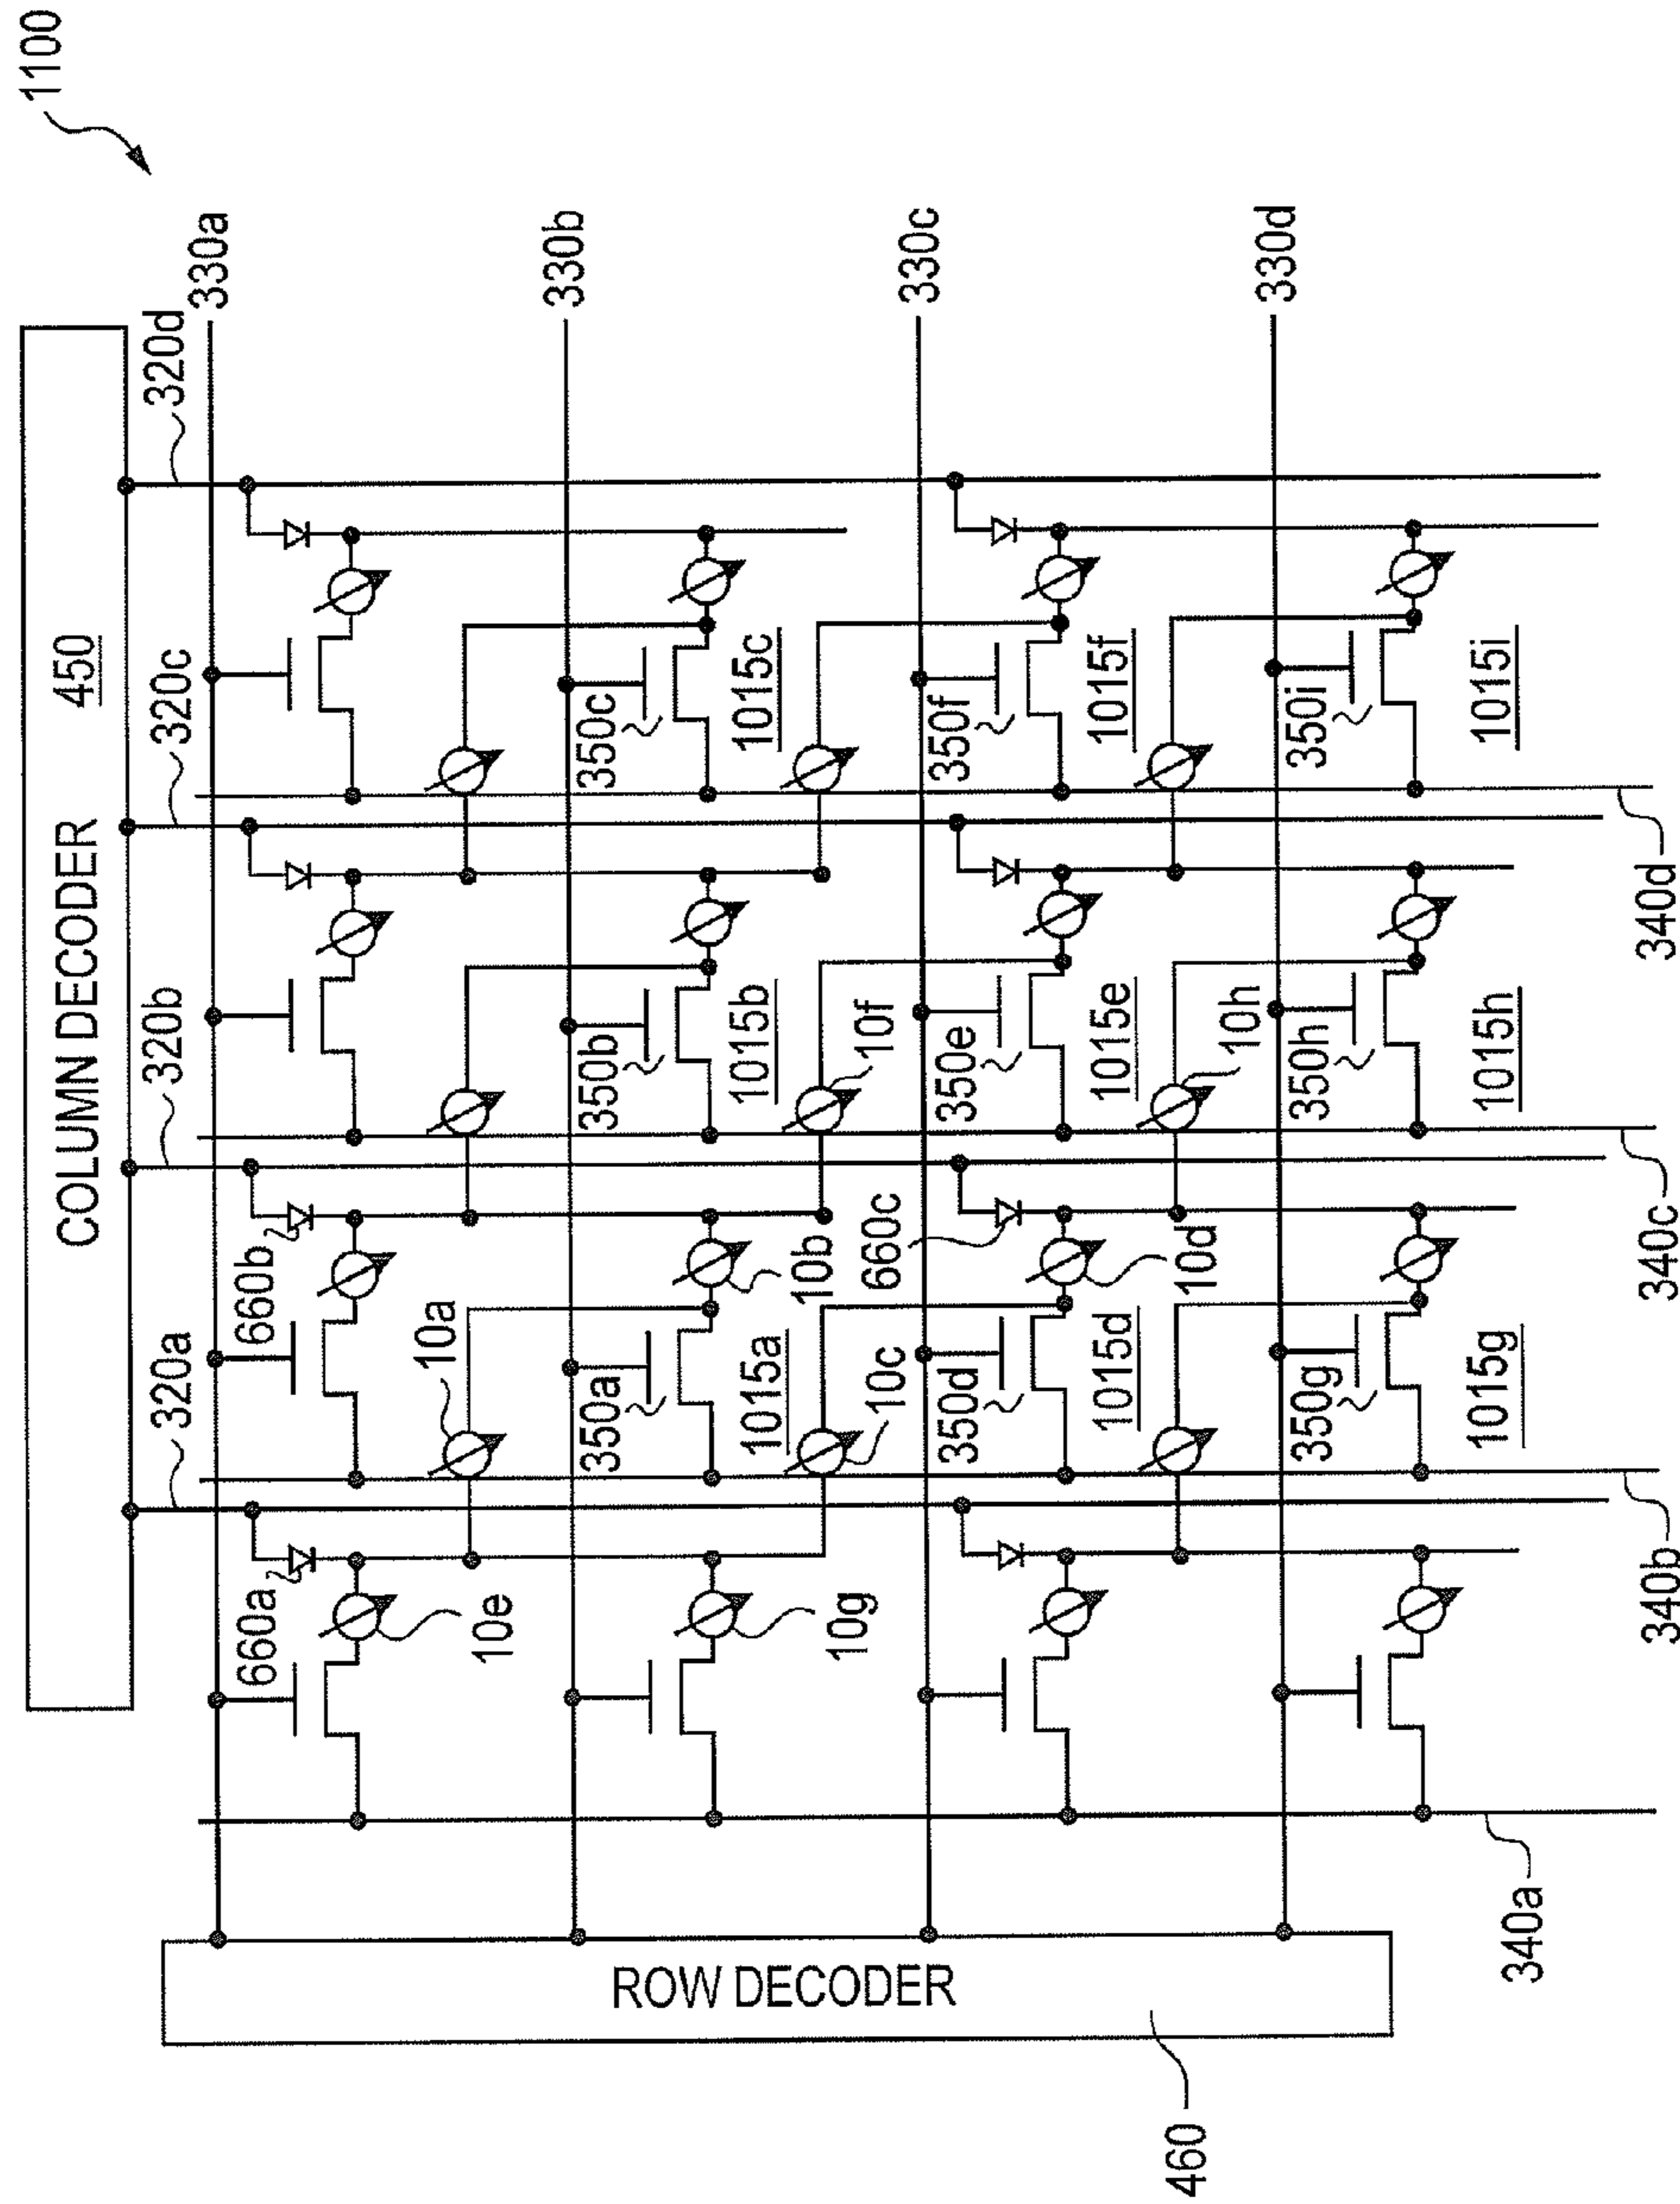 1100
COLUMN DECODER 450
320a
320b
320c
320d
330a
660a
660b
10e
10a
330b
350a
350b
350c
10g
1015a
10b
1015b
1015c
10c
660c
10f
330c
350d
350e
350f
1015d
10d
1015e
1015f
10h
330d
350g
350h
350i
1015g
1015h
1015i
ROW DECODER
460
340a
340b
340c
340d